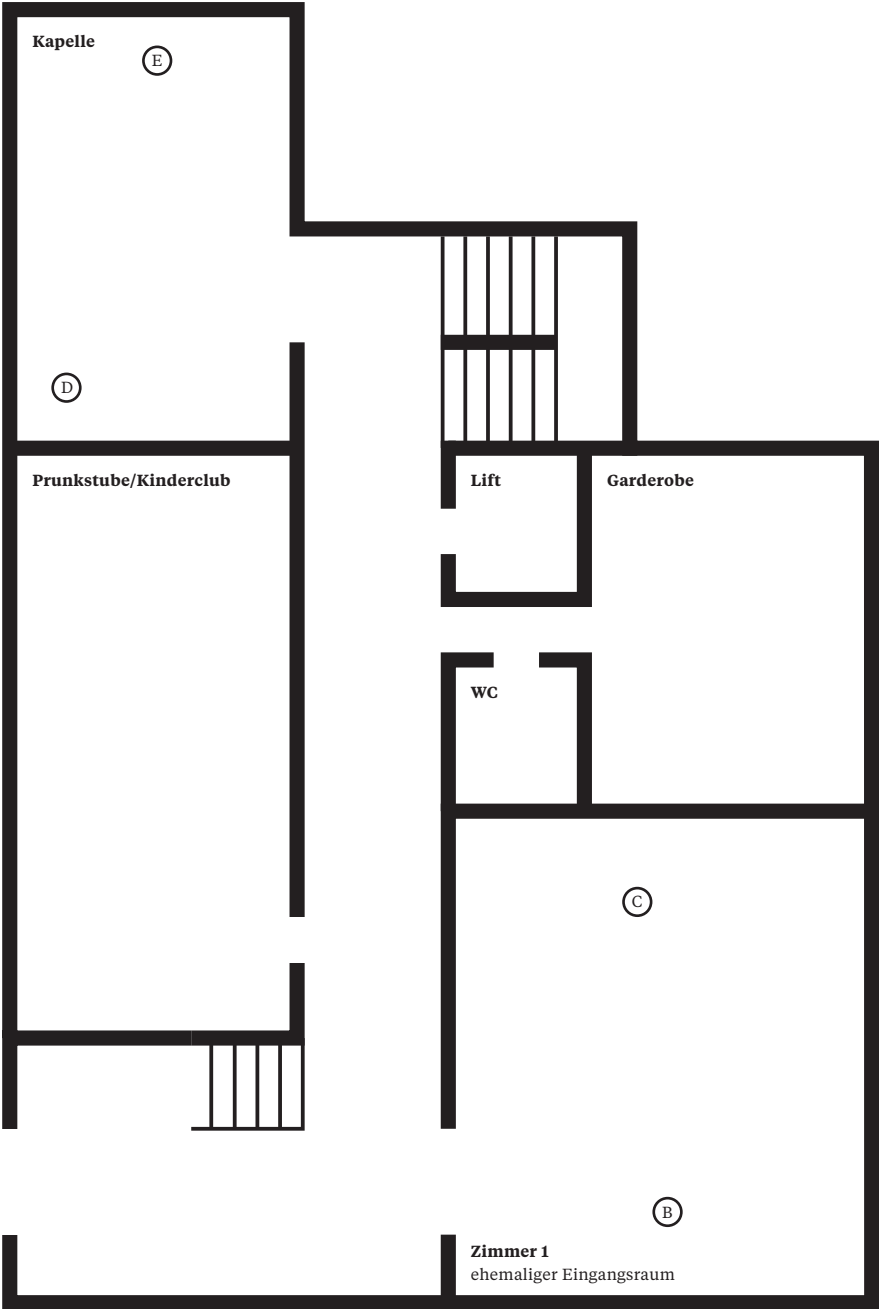 Kapelle
E
D
Prunkstube/Kinderclub
Lift
Garderobe
WC
C
B
Zimmer 1
ehemaliger Eingangsraum